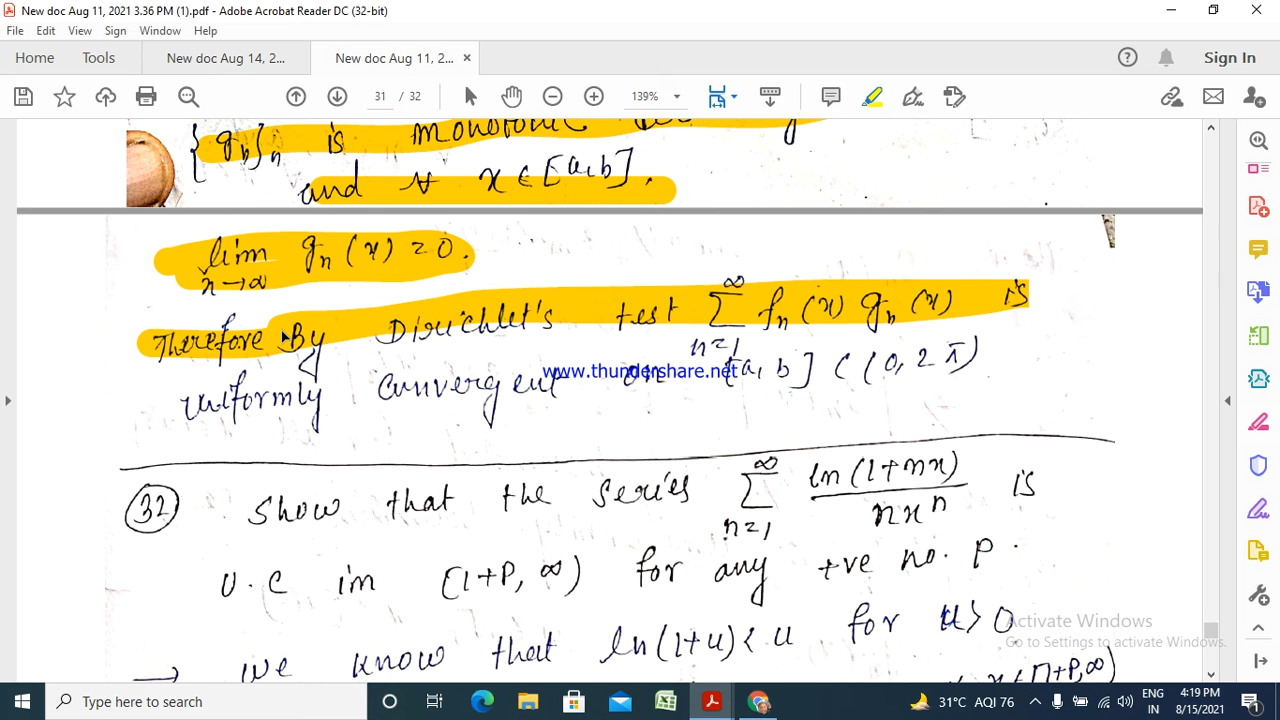 New doc Aug 11, 2021 3.36 PM (1).pdf - Adobe Acrobat Reader DC (32-bit)
File Edit View Sign Window Help
Home Tools New doc Aug 14, 2... New doc Aug 11, 2... × Sign In
31 / 32 139%
{gn}n is monotonic
and ∀ x ∈ [a,b].
lim gn(x) = 0.
n→∞
Therefore By Dirichlet's test ∑ fn(x) gn(x) is
∞
n=1
uniformly convergent on [a, b] ⊂ (0, 2π)
www.thundershare.net
32 Show that the series ∑ ln(1+nx) / nxⁿ is
∞
n=1
U.C in [1+P, ∞) for any +ve no. P.
→ We know that ln(1+u) < u for u>0.
x ∈ [1+P,∞)
Activate Windows
Go to Settings to activate Windows.
Type here to search
31°C AQI 76
ENG
IN
4:19 PM
8/15/2021
1